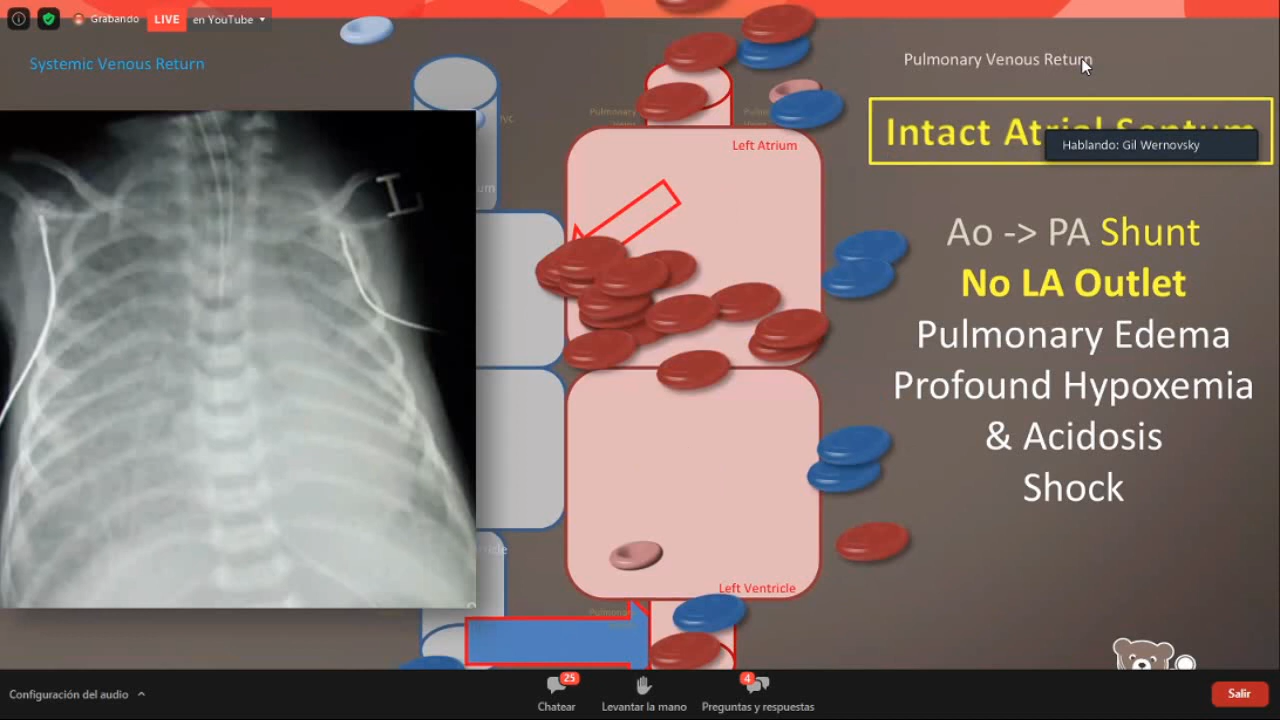 Grabando
LIVE
en YouTube
Systemic Venous Return
Pulmonary Venous Return
Pulmonary
Left Atrium
Intact Atrial Septum
Hablando: Gil Wernovsky
L
Ao -> PA Shunt
No LA Outlet
Pulmonary Edema
Profound Hypoxemia
& Acidosis
Shock
Left Ventricle
Pulmonary
Configuración del audio
25
Chatear
Levantar la mano
4
Preguntas y respuestas
Salir